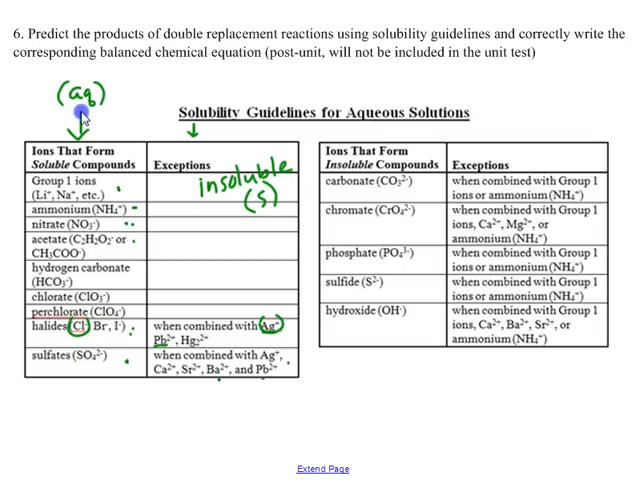 6. Predict the products of double replacement reactions using solubility guidelines and correctly write the
corresponding balanced chemical equation (post-unit, will not be included in the unit test)
(aq)
Solubility Guidelines for Aqueous Solutions
Ions That Form
Soluble Compounds
Exceptions
insoluble
(s)
Group 1 ions
(Li⁺, Na⁺, etc.)
ammonium (NH₄⁺)
nitrate (NO₃⁻)
acetate (C₂H₃O₂⁻ or
CH₃COO⁻)
hydrogen carbonate
(HCO₃⁻)
chlorate (ClO₃⁻)
perchlorate (ClO₄⁻)
halides (Cl⁻, Br⁻, I⁻)
when combined with Ag⁺,
Pb²⁺, Hg₂²⁺
sulfates (SO₄²⁻)
when combined with Ag⁺,
Ca²⁺, Sr²⁺, Ba²⁺, and Pb²⁺
Ions That Form
Insoluble Compounds
Exceptions
carbonate (CO₃²⁻)
when combined with Group 1
ions or ammonium (NH₄⁺)
chromate (CrO₄²⁻)
when combined with Group 1
ions, Ca²⁺, Mg²⁺, or
ammonium (NH₄⁺)
phosphate (PO₄³⁻)
when combined with Group 1
ions or ammonium (NH₄⁺)
sulfide (S²⁻)
when combined with Group 1
ions or ammonium (NH₄⁺)
hydroxide (OH⁻)
when combined with Group 1
ions, Ca²⁺, Ba²⁺, Sr²⁺, or
ammonium (NH₄⁺)
Extend Page